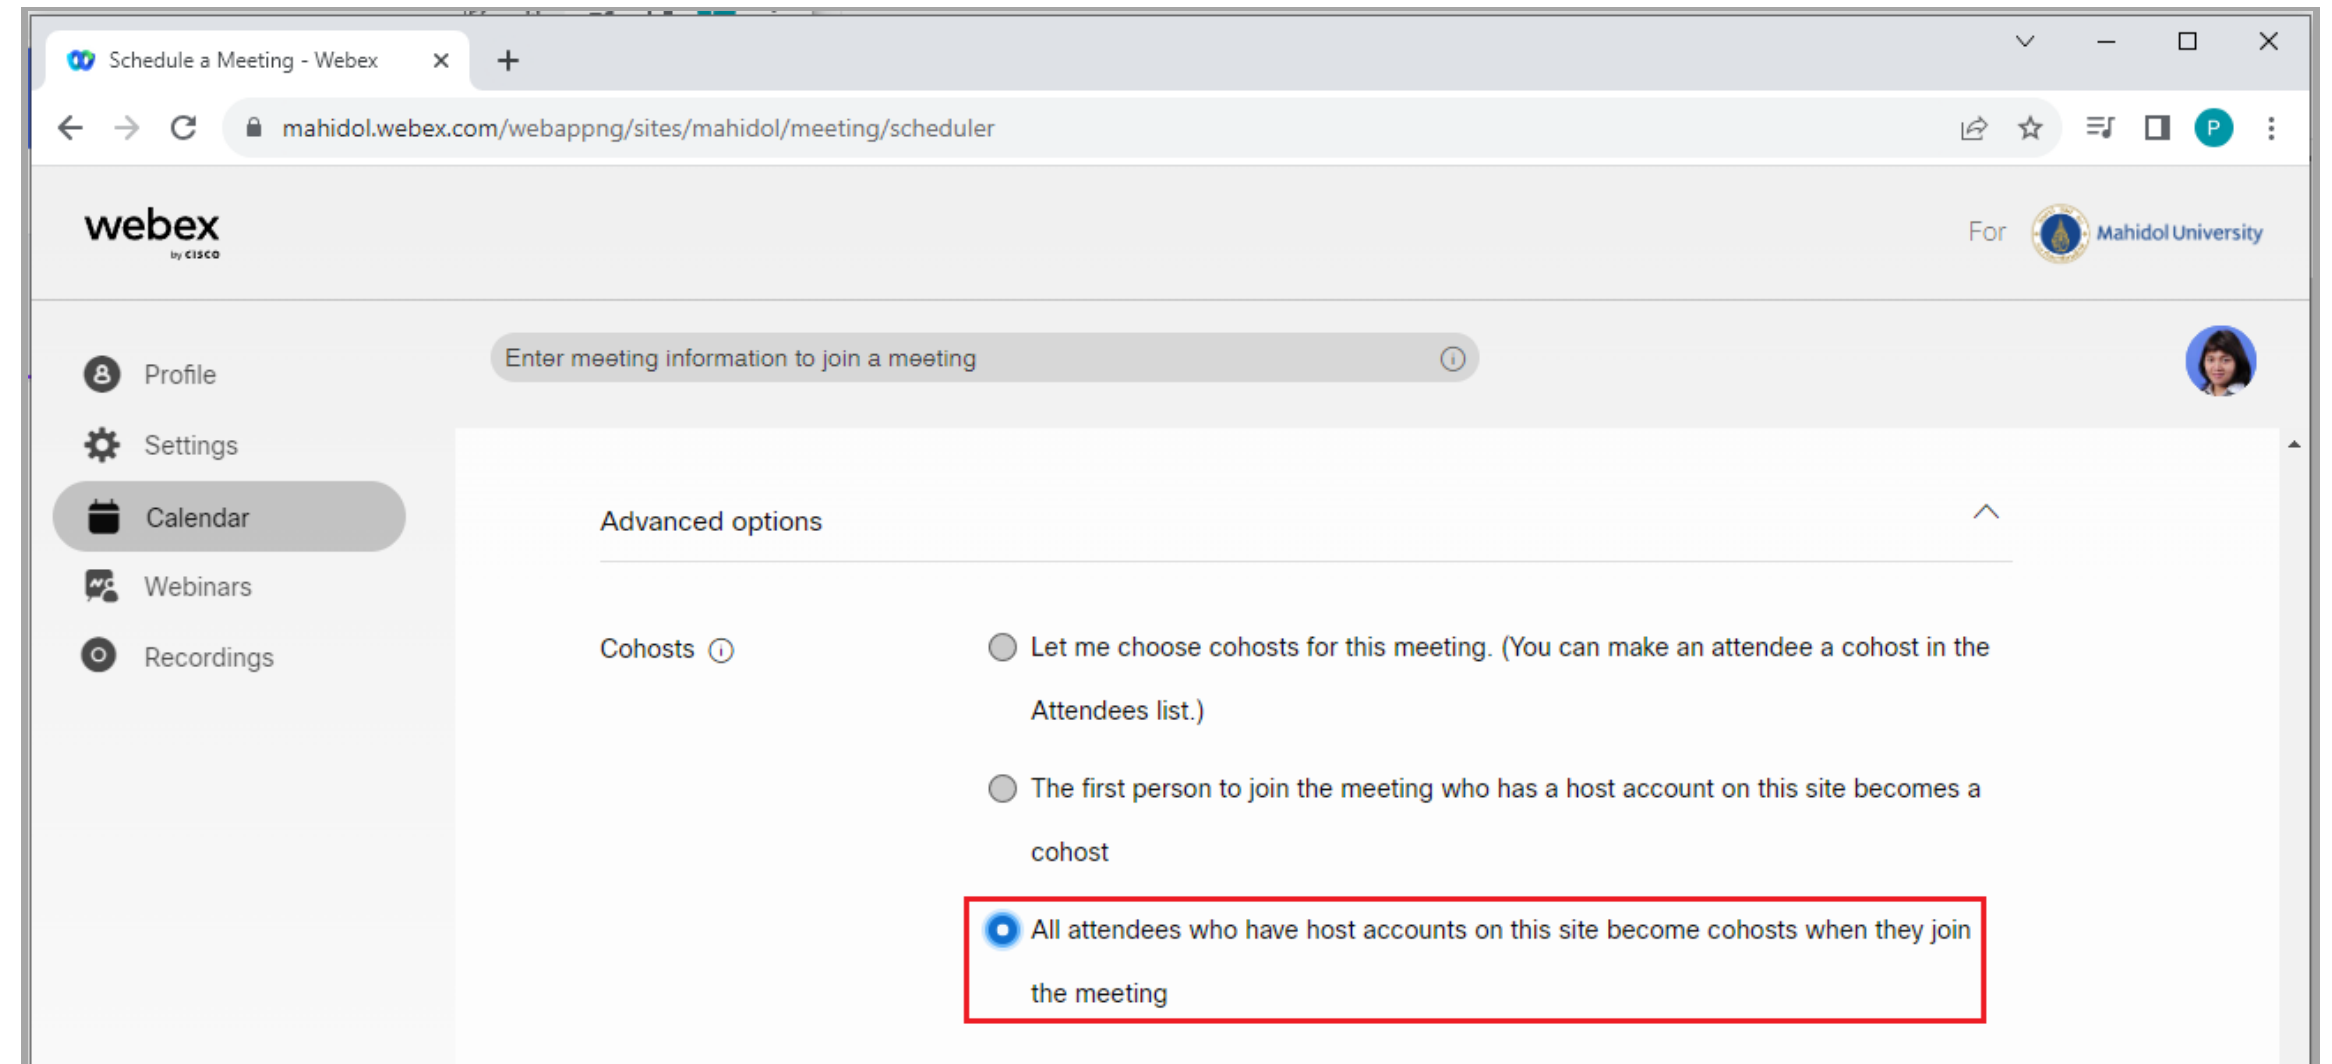 Schedule a Meeting - Webex
mahidol.webex.com/webappng/sites/mahidol/meeting/scheduler
P
webex
by CISCO
For
Mahidol University
Profile
Enter meeting information to join a meeting
Settings
Calendar
Webinars
Recordings
Advanced options
Cohosts
Let me choose cohosts for this meeting. (You can make an attendee a cohost in the
Attendees list.)
The first person to join the meeting who has a host account on this site becomes a
cohost
All attendees who have host accounts on this site become cohosts when they join
the meeting